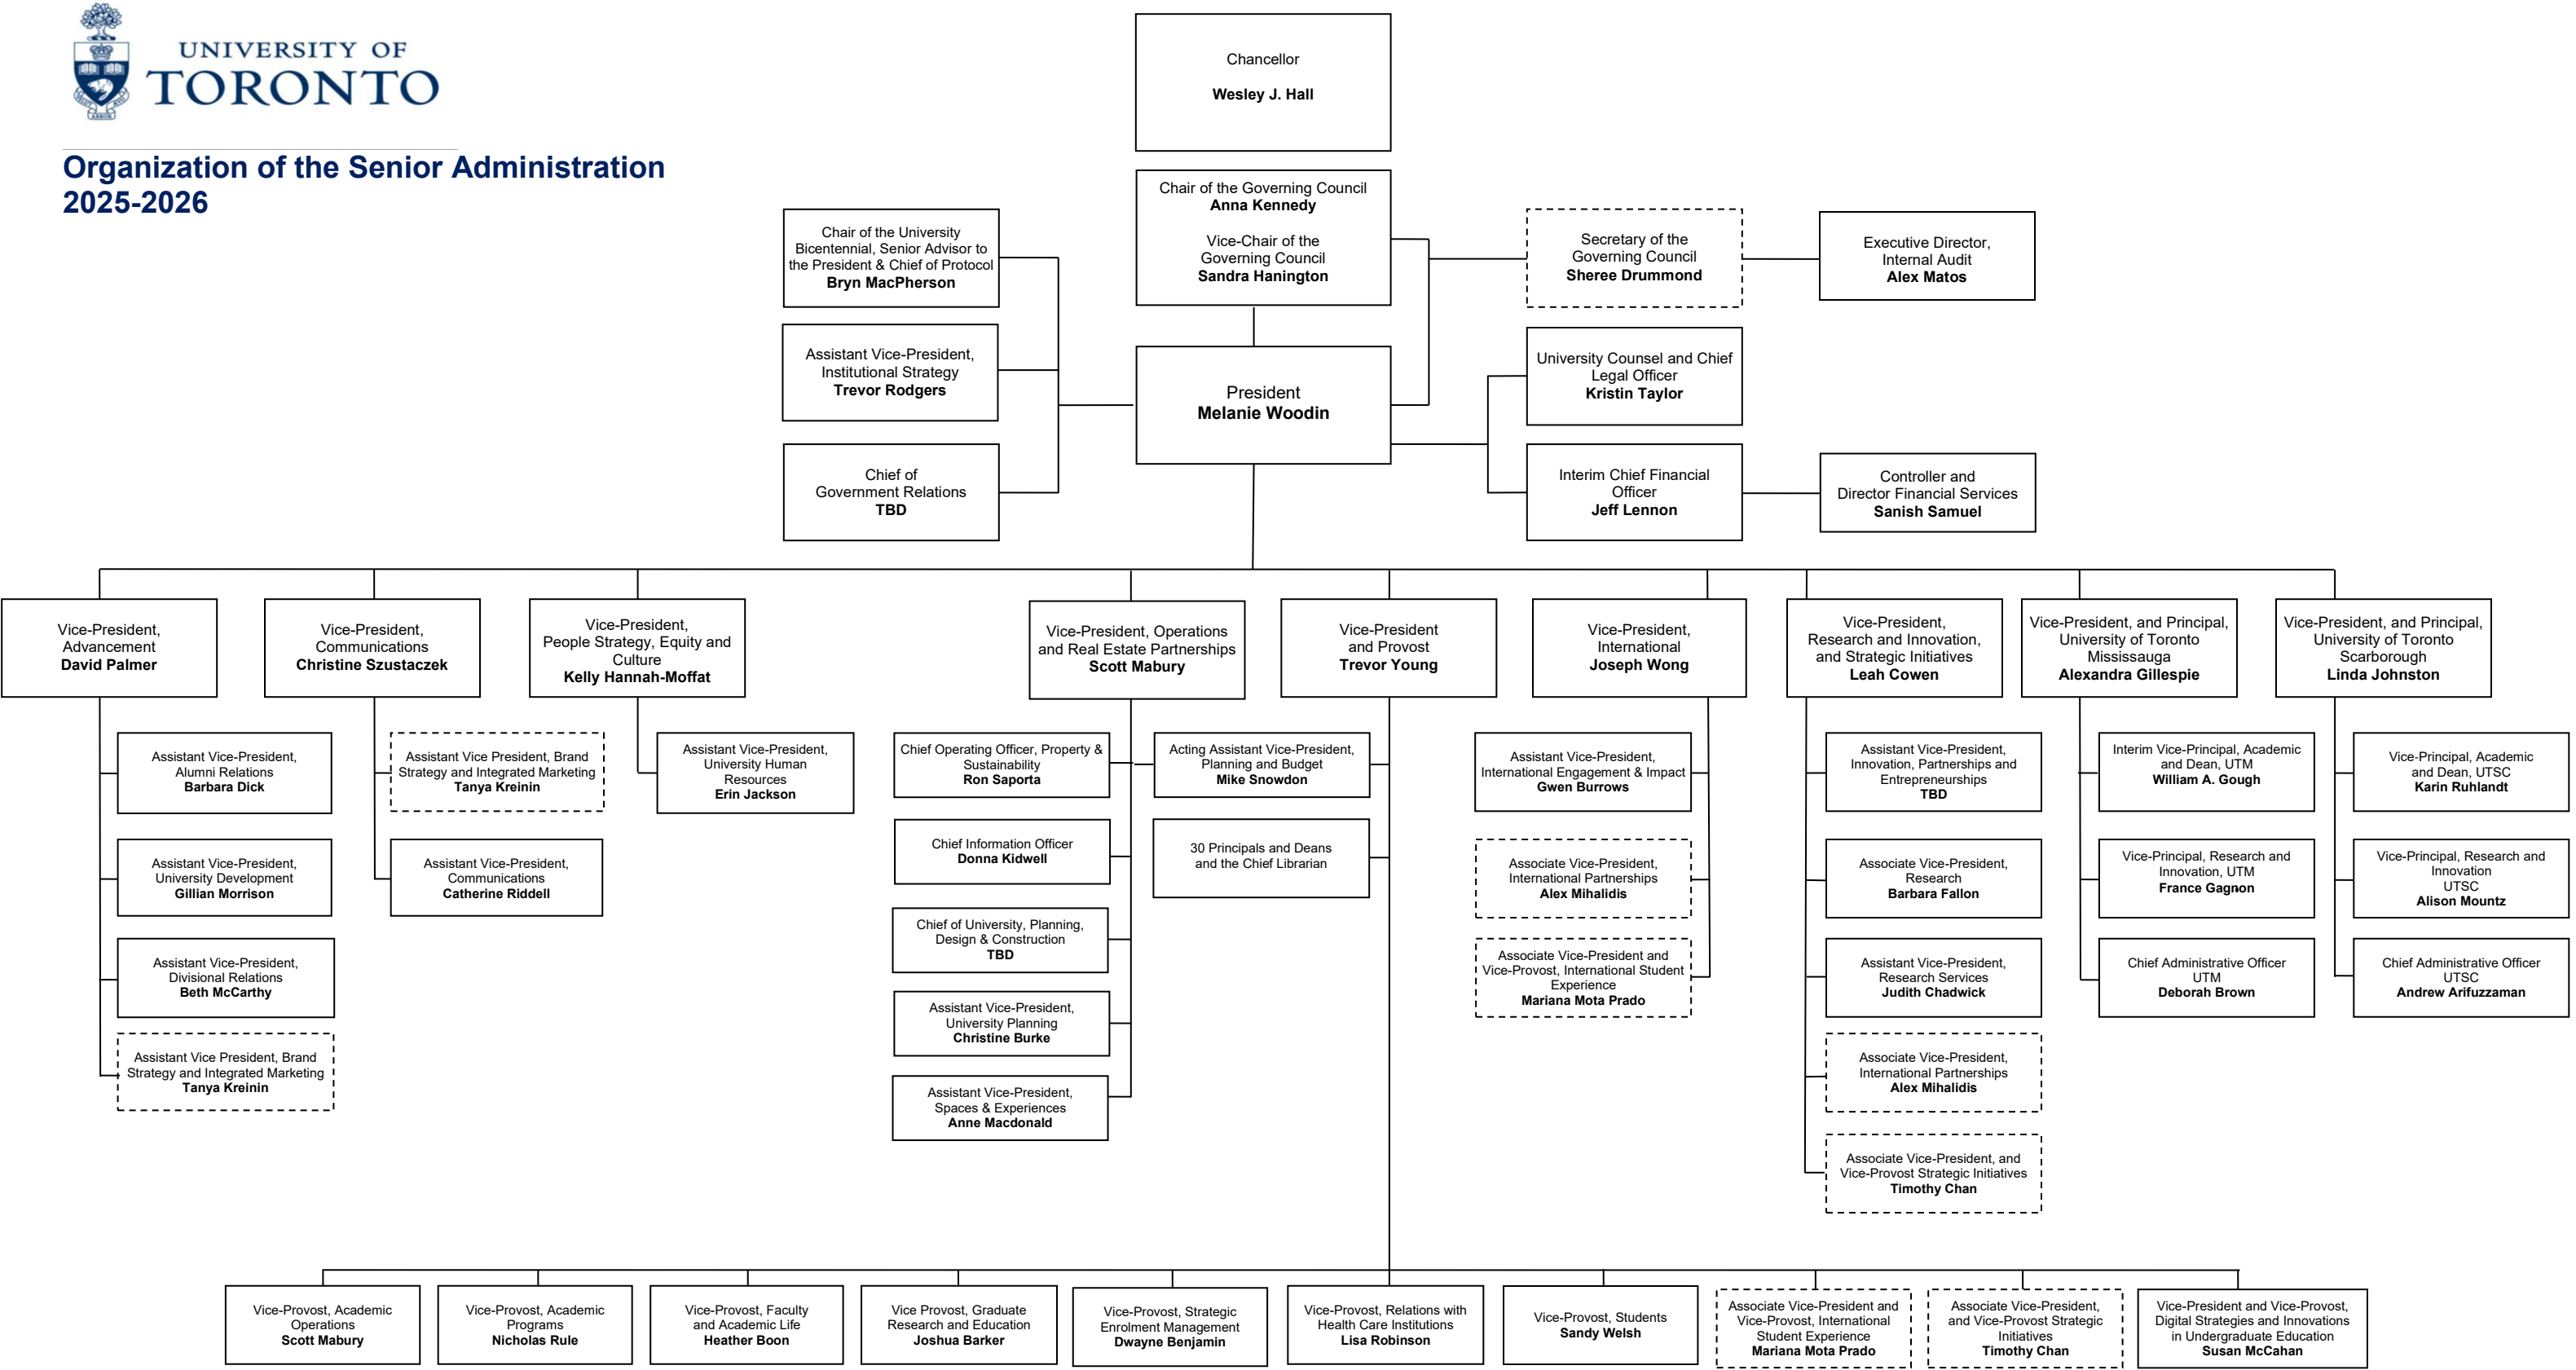 UNIVERSITY OF
TORONTO
Organization of the Senior Administration
2025-2026
Chancellor
Wesley J. Hall
Chair of the Governing Council
Anna Kennedy
Vice-Chair of the
Governing Council
Sandra Hanington
Chair of the University
Bicentennial, Senior Advisor to
the President & Chief of Protocol
Bryn MacPherson
Secretary of the
Governing Council
Sheree Drummond
Executive Director,
Internal Audit
Alex Matos
Assistant Vice-President,
Institutional Strategy
Trevor Rodgers
President
Melanie Woodin
University Counsel and Chief
Legal Officer
Kristin Taylor
Chief of
Government Relations
TBD
Interim Chief Financial
Officer
Jeff Lennon
Controller and
Director Financial Services
Sanish Samuel
Vice-President,
Advancement
David Palmer
Vice-President,
Communications
Christine Szustaczek
Vice-President,
People Strategy, Equity and
Culture
Kelly Hannah-Moffat
Vice-President, Operations
and Real Estate Partnerships
Scott Mabury
Vice-President
and Provost
Trevor Young
Vice-President,
International
Joseph Wong
Vice-President,
Research and Innovation,
and Strategic Initiatives
Leah Cowen
Vice-President, and Principal,
University of Toronto
Mississauga
Alexandra Gillespie
Vice-President, and Principal,
University of Toronto
Scarborough
Linda Johnston
Assistant Vice-President,
Alumni Relations
Barbara Dick
Assistant Vice-President,
University Development
Gillian Morrison
Assistant Vice-President,
Divisional Relations
Beth McCarthy
Assistant Vice President, Brand
Strategy and Integrated Marketing
Tanya Kreinin
Assistant Vice President, Brand
Strategy and Integrated Marketing
Tanya Kreinin
Assistant Vice-President,
Communications
Catherine Riddell
Assistant Vice-President,
University Human
Resources
Erin Jackson
Chief Operating Officer, Property &
Sustainability
Ron Saporta
Chief Information Officer
Donna Kidwell
Chief of University, Planning,
Design & Construction
TBD
Assistant Vice-President,
University Planning
Christine Burke
Assistant Vice-President,
Spaces & Experiences
Anne Macdonald
Acting Assistant Vice-President,
Planning and Budget
Mike Snowdon
30 Principals and Deans
and the Chief Librarian
Assistant Vice-President,
International Engagement & Impact
Gwen Burrows
Associate Vice-President,
International Partnerships
Alex Mihalidis
Associate Vice-President and
Vice-Provost, International Student
Experience
Mariana Mota Prado
Assistant Vice-President,
Innovation, Partnerships and
Entrepreneurships
TBD
Associate Vice-President,
Research
Barbara Fallon
Assistant Vice-President,
Research Services
Judith Chadwick
Associate Vice-President,
International Partnerships
Alex Mihalidis
Associate Vice-President, and
Vice-Provost Strategic Initiatives
Timothy Chan
Interim Vice-Principal, Academic
and Dean, UTM
William A. Gough
Vice-Principal, Research and
Innovation, UTM
France Gagnon
Chief Administrative Officer
UTM
Deborah Brown
Vice-Principal, Academic
and Dean, UTSC
Karin Ruhlandt
Vice-Principal, Research and
Innovation
UTSC
Alison Mountz
Chief Administrative Officer
UTSC
Andrew Arifuzzaman
Vice-Provost, Academic
Operations
Scott Mabury
Vice-Provost, Academic
Programs
Nicholas Rule
Vice-Provost, Faculty
and Academic Life
Heather Boon
Vice Provost, Graduate
Research and Education
Joshua Barker
Vice-Provost, Strategic
Enrolment Management
Dwayne Benjamin
Vice-Provost, Relations with
Health Care Institutions
Lisa Robinson
Vice-Provost, Students
Sandy Welsh
Associate Vice-President and
Vice-Provost, International
Student Experience
Mariana Mota Prado
Associate Vice-President,
and Vice-Provost Strategic
Initiatives
Timothy Chan
Vice-President and Vice-Provost,
Digital Strategies and Innovations
in Undergraduate Education
Susan McCahan